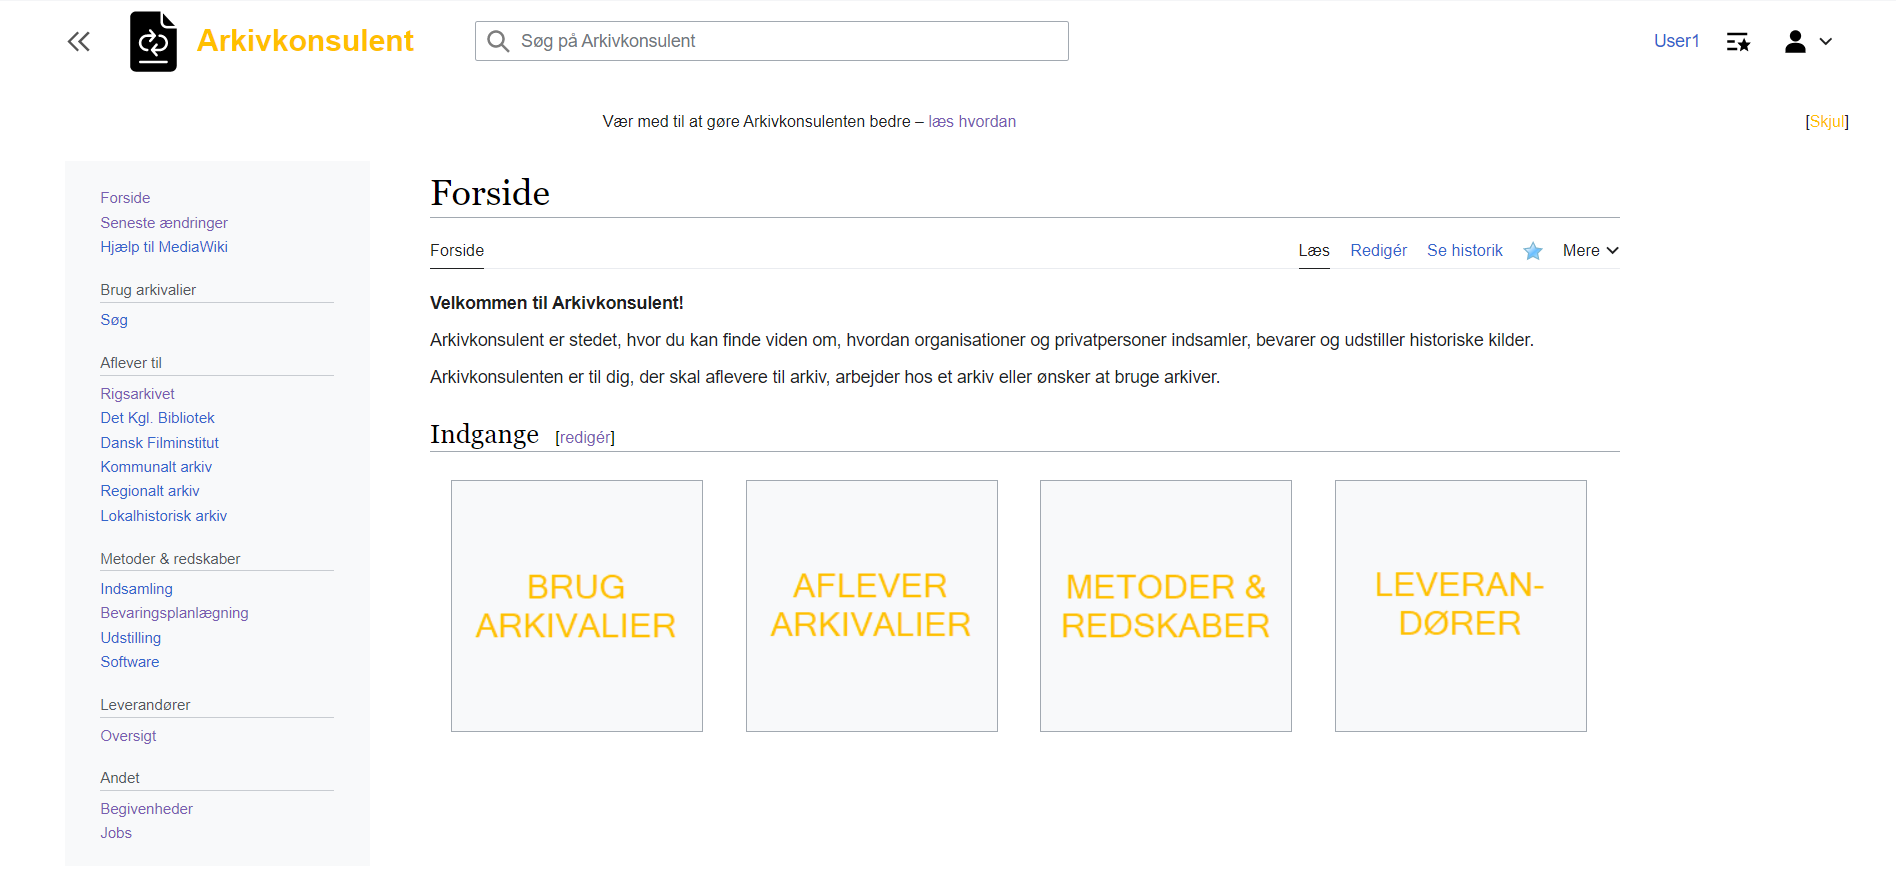 Arkivkonsulent
Søg på Arkivkonsulent
User1
Vær med til at gøre Arkivkonsulenten bedre – læs hvordan
[Skjul]
Forside
Seneste ændringer
Hjælp til MediaWiki
Brug arkivalier
Søg
Aflever til
Rigsarkivet
Det Kgl. Bibliotek
Dansk Filminstitut
Kommunalt arkiv
Regionalt arkiv
Lokalhistorisk arkiv
Metoder & redskaber
Indsamling
Bevaringsplanlægning
Udstilling
Software
Leverandører
Oversigt
Andet
Begivenheder
Jobs
Forside
Forside
Læs Redigér Se historik Mere
Velkommen til Arkivkonsulent!
Arkivkonsulent er stedet, hvor du kan finde viden om, hvordan organisationer og privatpersoner indsamler, bevarer og udstiller historiske kilder.
Arkivkonsulenten er til dig, der skal aflevere til arkiv, arbejder hos et arkiv eller ønsker at bruge arkiver.
Indgange [redigér]
BRUG
ARKIVALIER
AFLEVER
ARKIVALIER
METODER &
REDSKABER
LEVERAN-
DØRER